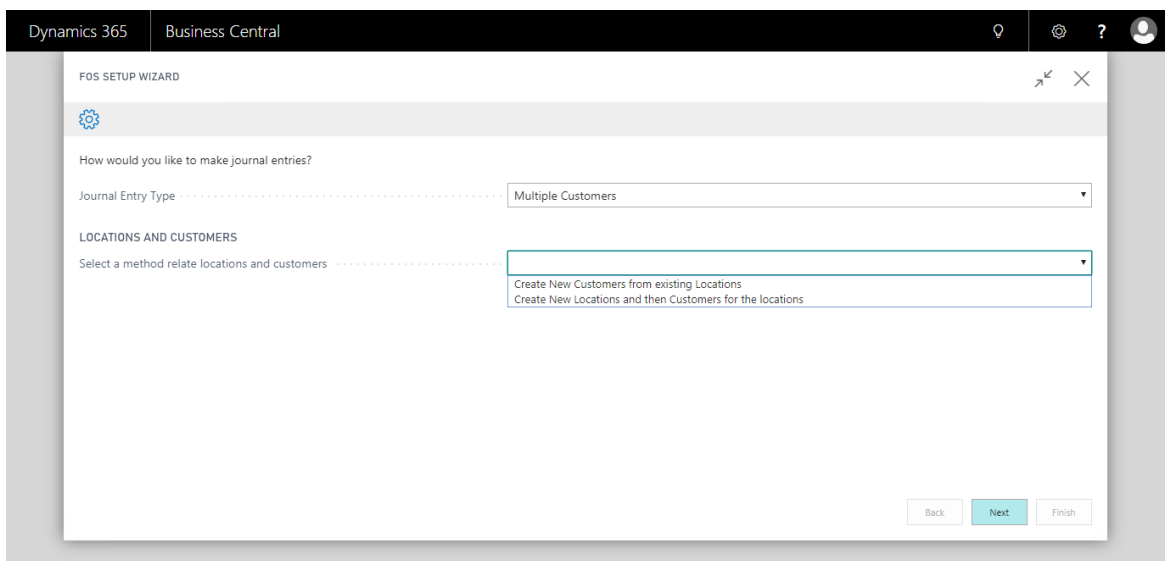 Dynamics 365 Business Central ?
FOS SETUP WIZARD
How would you like to make journal entries?
Journal Entry Type Multiple Customers
LOCATIONS AND CUSTOMERS
Select a method relate locations and customers
Create New Customers from existing Locations
Create New Locations and then Customers for the locations
Back Next Finish